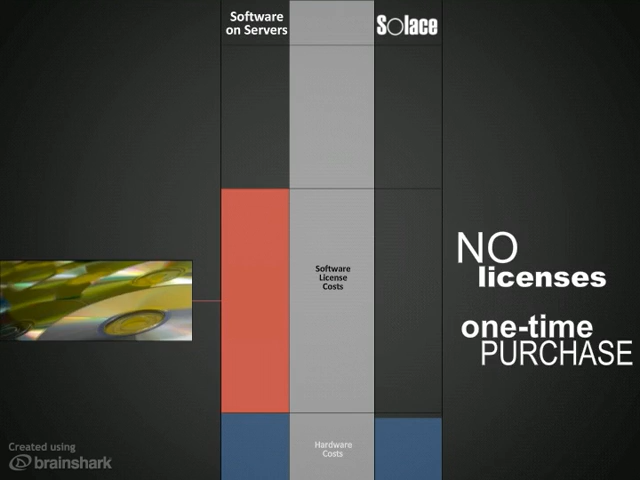 Software
on Servers
Solace
Software
License
Costs
NO
licenses
one-time
PURCHASE
Hardware
Costs
Created using
brainshark